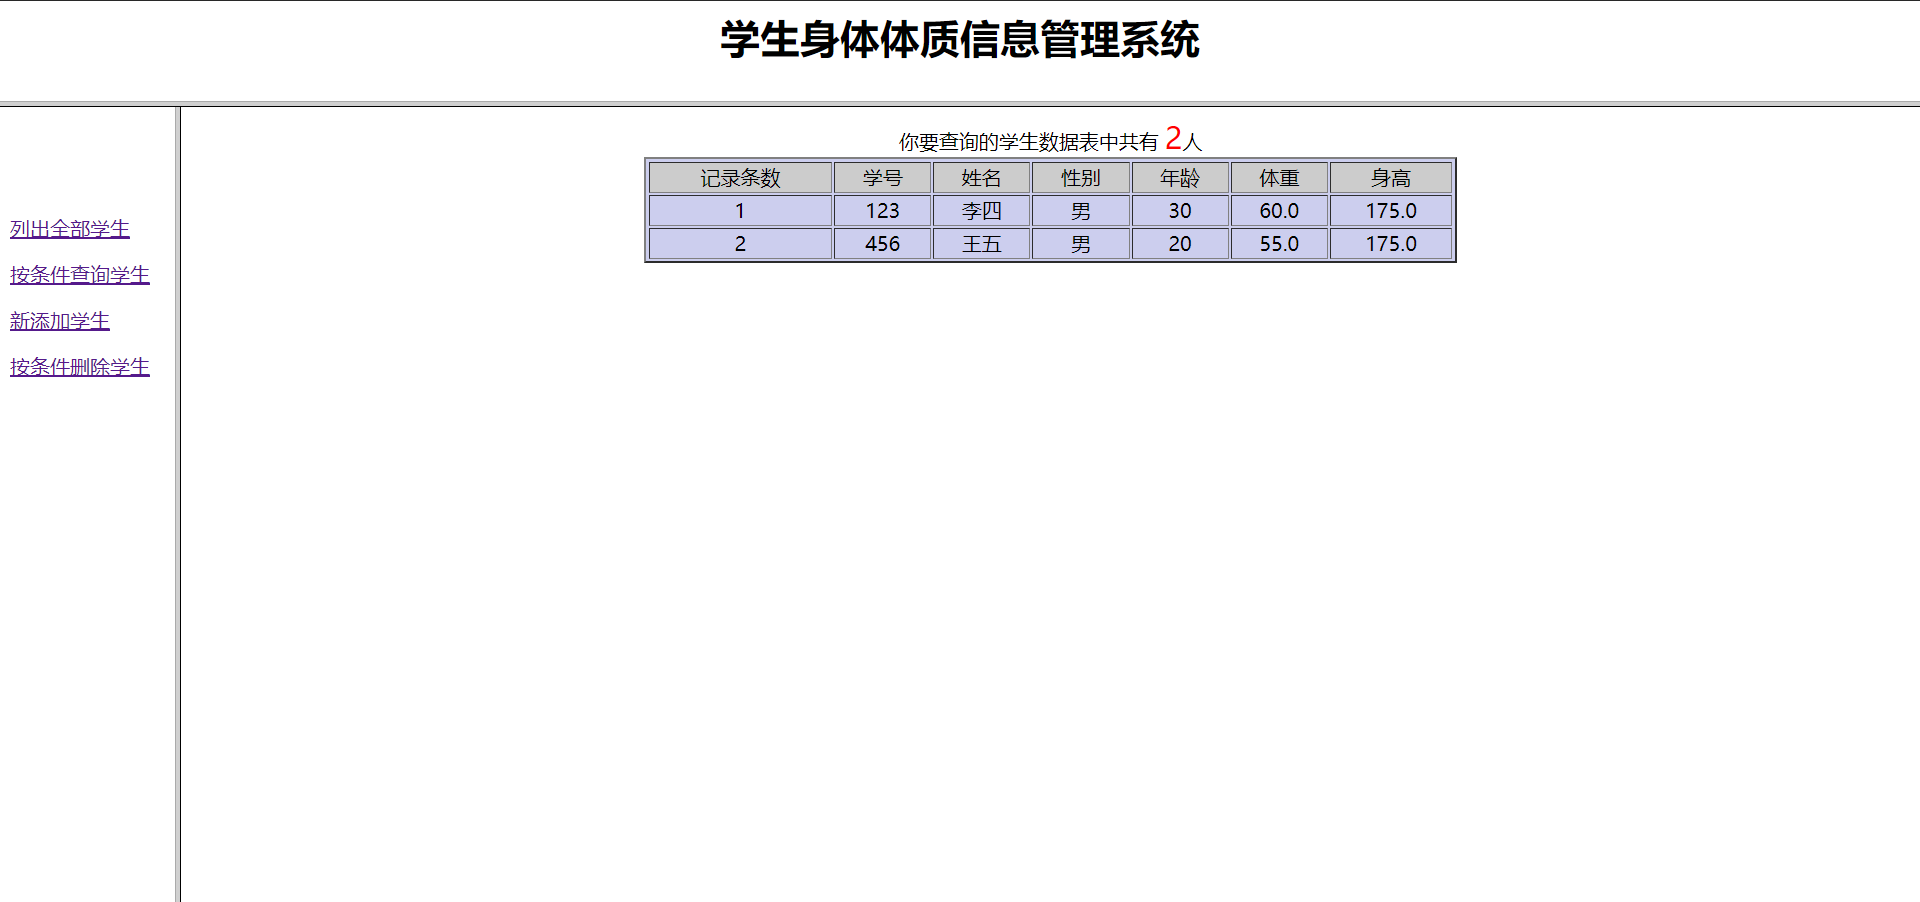 学生身体体质信息管理系统
列出全部学生
按条件查询学生
新添加学生
按条件删除学生
你要查询的学生数据表中共有 2人
记录条数 学号 姓名 性别 年龄 体重 身高
1 123 李四 男 30 60.0 175.0
2 456 王五 男 20 55.0 175.0